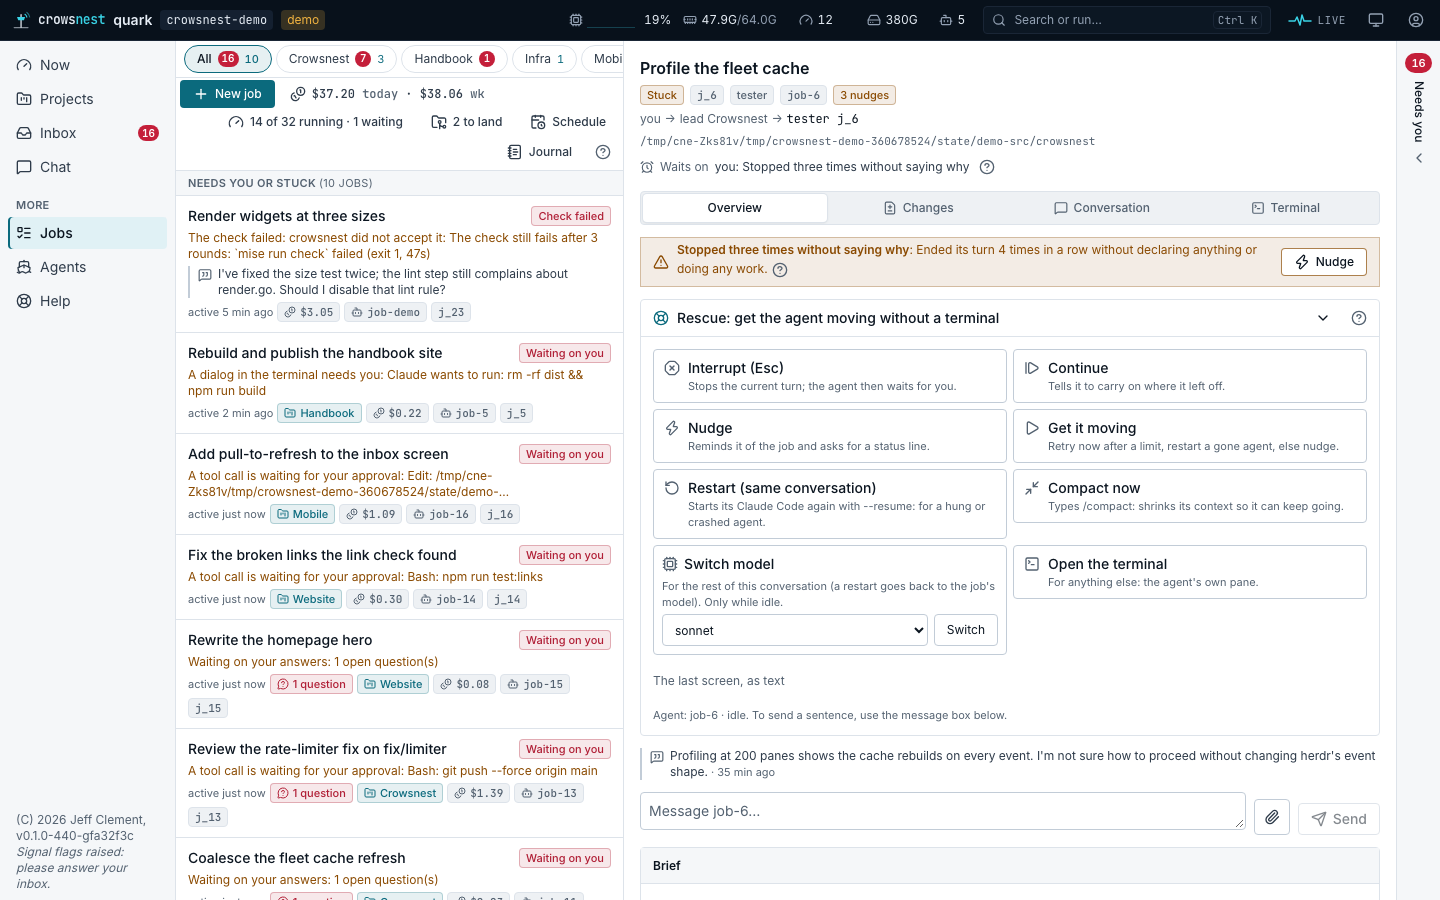 crowsnest quark crowsnest-demo demo 19% 47.9G/64.0G 12 380G 5 Search or run... Ctrl K LIVE
Now
Projects
Inbox 16
Chat
MORE
Jobs
Agents
Help
(C) 2026 Jeff Clement,
v0.1.0-440-gfa32f3c
Signal flags raised:
please answer your
inbox.
All 16 10 Crowsnest 7 3 Handbook 1 Infra 1 Mobi
New job $37.20 today · $38.06 wk
14 of 32 running · 1 waiting 2 to land Schedule
Journal
NEEDS YOU OR STUCK (10 JOBS)
Render widgets at three sizes Check failed
The check failed: crowsnest did not accept it: The check still fails after 3
rounds: `mise run check` failed (exit 1, 47s)
I've fixed the size test twice; the lint step still complains about
render.go. Should I disable that lint rule?
active 5 min ago $3.05 job-demo j_23
Rebuild and publish the handbook site Waiting on you
A dialog in the terminal needs you: Claude wants to run: rm -rf dist &&
npm run build
active 2 min ago Handbook $0.22 job-5 j_5
Add pull-to-refresh to the inbox screen Waiting on you
A tool call is waiting for your approval: Edit: /tmp/cne-
Zks81v/tmp/crowsnest-demo-360678524/state/demo-...
active just now Mobile $1.09 job-16 j_16
Fix the broken links the link check found Waiting on you
A tool call is waiting for your approval: Bash: npm run test:links
active just now Website $0.30 job-14 j_14
Rewrite the homepage hero Waiting on you
Waiting on your answers: 1 open question(s)
active just now 1 question Website $0.08 job-15
j_15
Review the rate-limiter fix on fix/limiter Waiting on you
A tool call is waiting for your approval: Bash: git push --force origin main
active just now 1 question Crowsnest $1.39 job-13
j_13
Coalesce the fleet cache refresh Waiting on you
Waiting on your answers: 1 open question(s)
Profile the fleet cache
Stuck j_6 tester job-6 3 nudges
you → lead Crowsnest → tester j_6
/tmp/cne-Zks81v/tmp/crowsnest-demo-360678524/state/demo-src/crowsnest
Waits on you: Stopped three times without saying why
Overview Changes Conversation Terminal
Stopped three times without saying why: Ended its turn 4 times in a row without declaring anything or
doing any work.
Nudge
Rescue: get the agent moving without a terminal
Interrupt (Esc)
Stops the current turn; the agent then waits for you.
Continue
Tells it to carry on where it left off.
Nudge
Reminds it of the job and asks for a status line.
Get it moving
Retry now after a limit, restart a gone agent, else nudge.
Restart (same conversation)
Starts its Claude Code again with --resume: for a hung or
crashed agent.
Compact now
Types /compact: shrinks its context so it can keep going.
Switch model
For the rest of this conversation (a restart goes back to the job's
model). Only while idle.
sonnet Switch
Open the terminal
For anything else: the agent's own pane.
The last screen, as text
Agent: job-6 · idle. To send a sentence, use the message box below.
Profiling at 200 panes shows the cache rebuilds on every event. I'm not sure how to proceed without changing herdr's event
shape. · 35 min ago
Message job-6... Send
Brief
16
Needs you